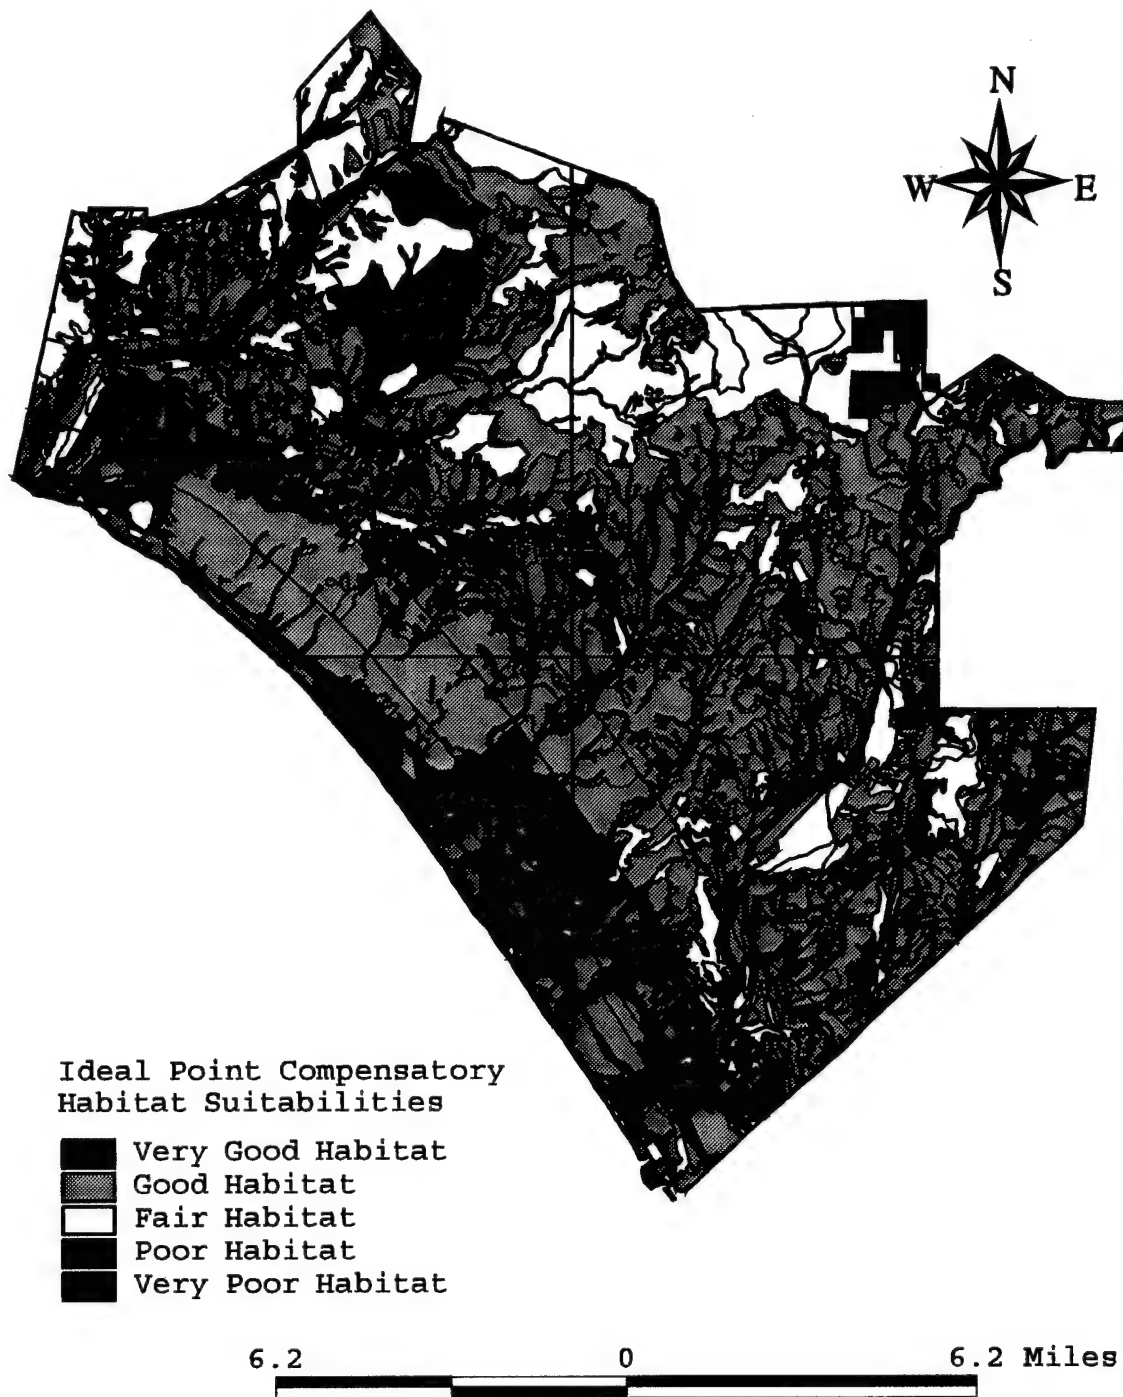 N
W E
S
Ideal Point Compensatory
Habitat Suitabilities
Very Good Habitat
Good Habitat
Fair Habitat
Poor Habitat
Very Poor Habitat
6.2 0 6.2 Miles